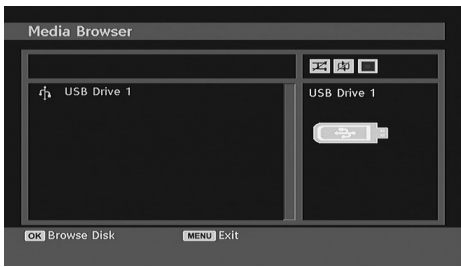 Media Browser
USB Drive 1
USB Drive 1
OK Browse Disk
MENU Exit